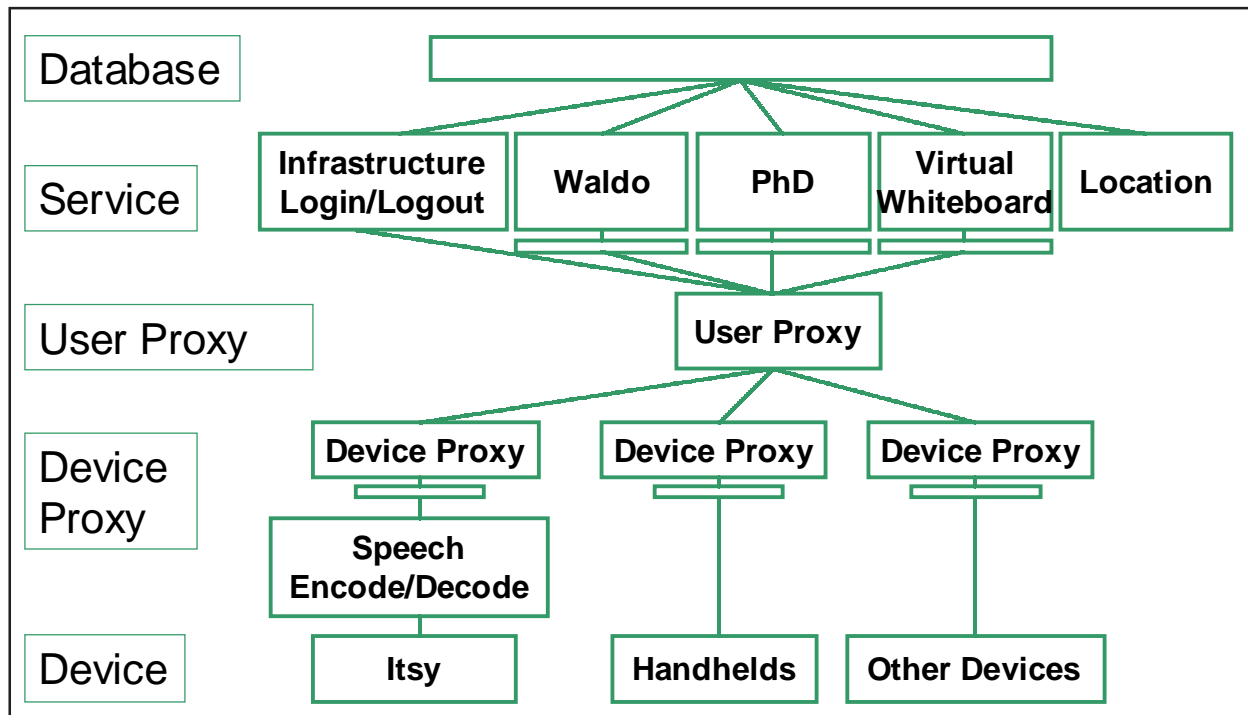 Database
Infrastructure
Login/Logout
Waldo
PhD
Virtual
Whiteboard
Location
Service
User Proxy
User Proxy
Device
Proxy
Device Proxy
Device Proxy
Device Proxy
Speech
Encode/Decode
Device
Itsy
Handhelds
Other Devices